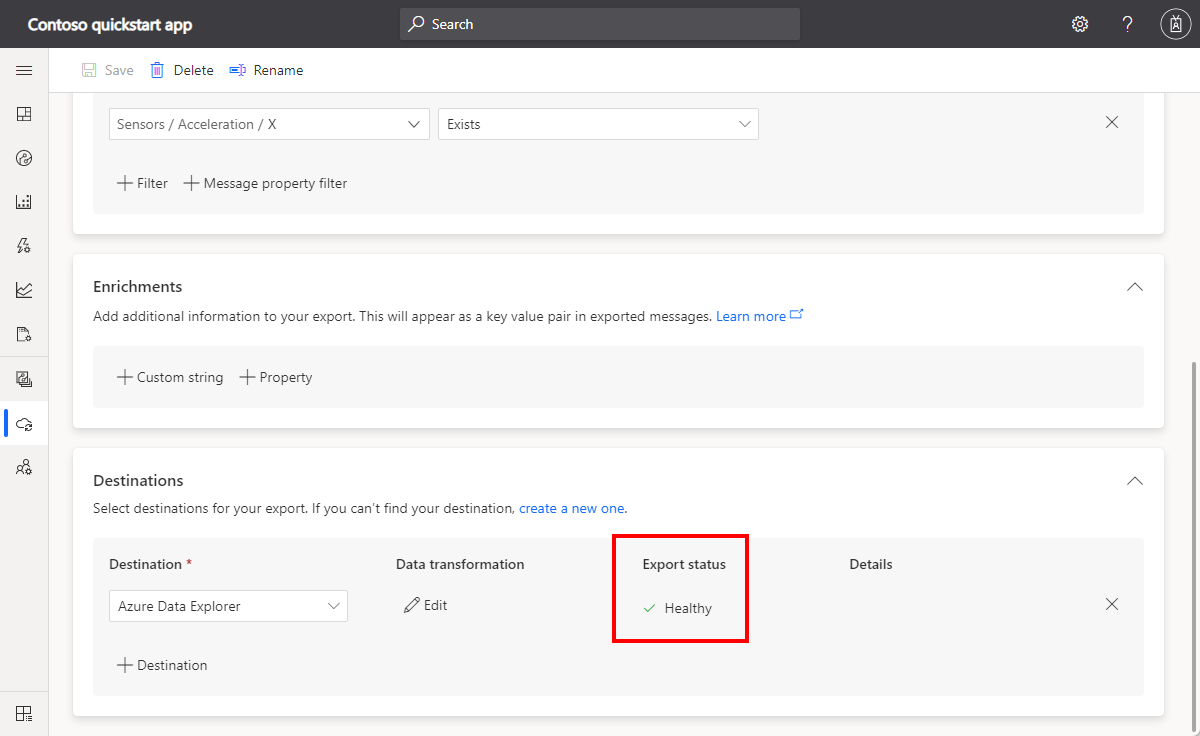 Contoso quickstart app
Search
Save Delete Rename
Sensors / Acceleration / X Exists
Filter Message property filter
Enrichments
Add additional information to your export. This will appear as a key value pair in exported messages. Learn more
Custom string Property
Destinations
Select destinations for your export. If you can't find your destination, create a new one.
Destination * Data transformation Export status Details
Azure Data Explorer Edit Healthy
Destination